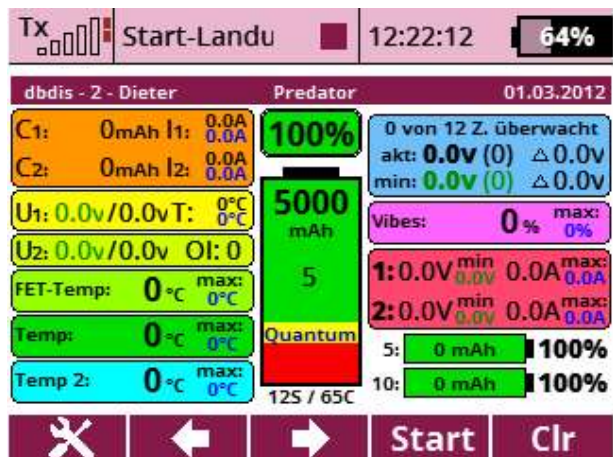 Tx Start-Landu 12:22:12 64%
dbdis - 2 - Dieter Predator 01.03.2012
C1: 0mAh I1: 0.0A 0.0A
C2: 0mAh I2: 0.0A 0.0A
U1: 0.0v/0.0v T: 0°C 0°C
U2: 0.0v/0.0v OI: 0
FET-Temp: 0 °C max: 0°C
Temp: 0 °C max: 0°C
Temp 2: 0 °C max: 0°C
100%
5000
mAh
5
Quantum
12S / 65C
0 von 12 Z. überwacht
akt: 0.0v (0) △0.0v
min: 0.0v (0) △0.0v
Vibes: 0 % max: 0%
1: 0.0V min 0.0V 0.0A max: 0.0A
2: 0.0V min 0.0V 0.0A max: 0.0A
5: 0 mAh 100%
10: 0 mAh 100%
Start Clr